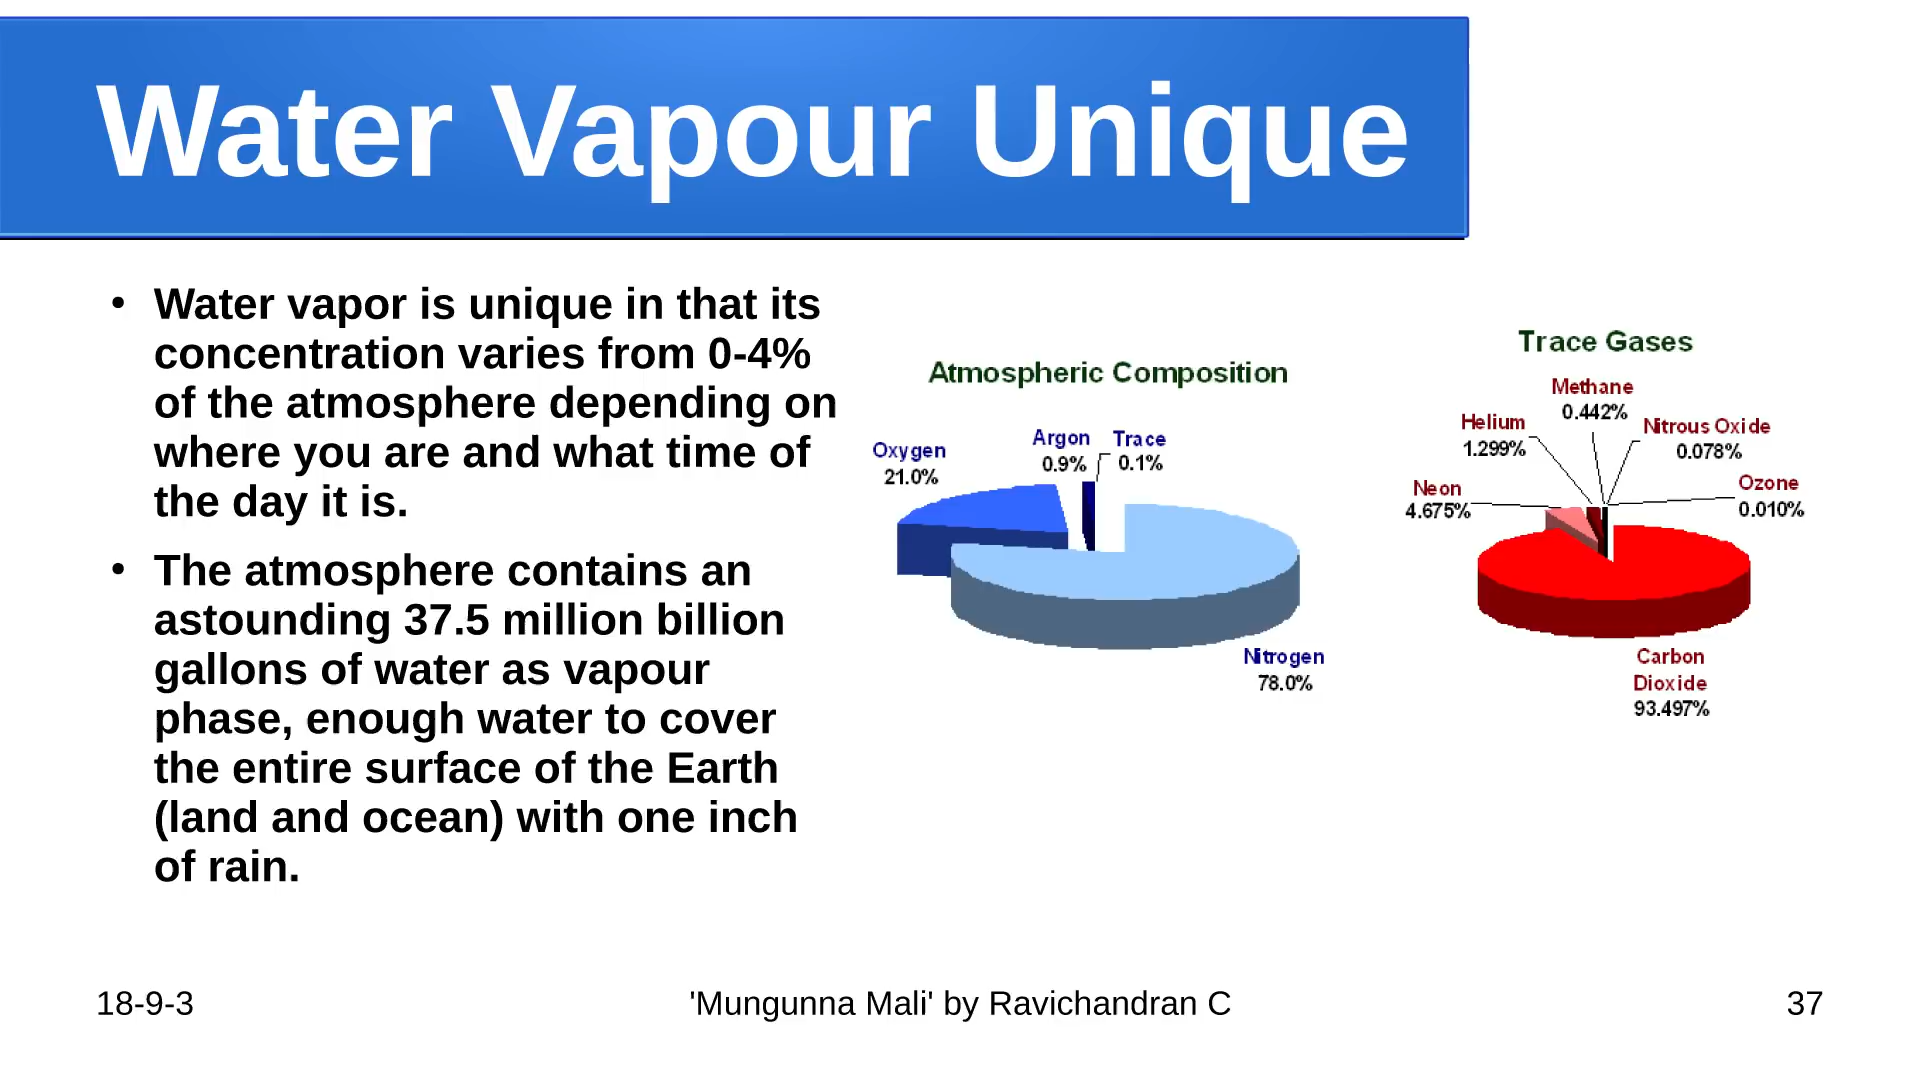 Water Vapour Unique
• Water vapor is unique in that its
concentration varies from 0-4%
of the atmosphere depending on
where you are and what time of
the day it is.
• The atmosphere contains an
astounding 37.5 million billion
gallons of water as vapour
phase, enough water to cover
the entire surface of the Earth
(land and ocean) with one inch
of rain.
Atmospheric Composition
Oxygen
21.0%
Argon
0.9%
Trace
0.1%
Nitrogen
78.0%
Trace Gases
Methane
0.442%
Helium
1.299%
Nitrous Oxide
0.078%
Neon
4.675%
Ozone
0.010%
Carbon
Dioxide
93.497%
18-9-3
'Mungunna Mali' by Ravichandran C
37